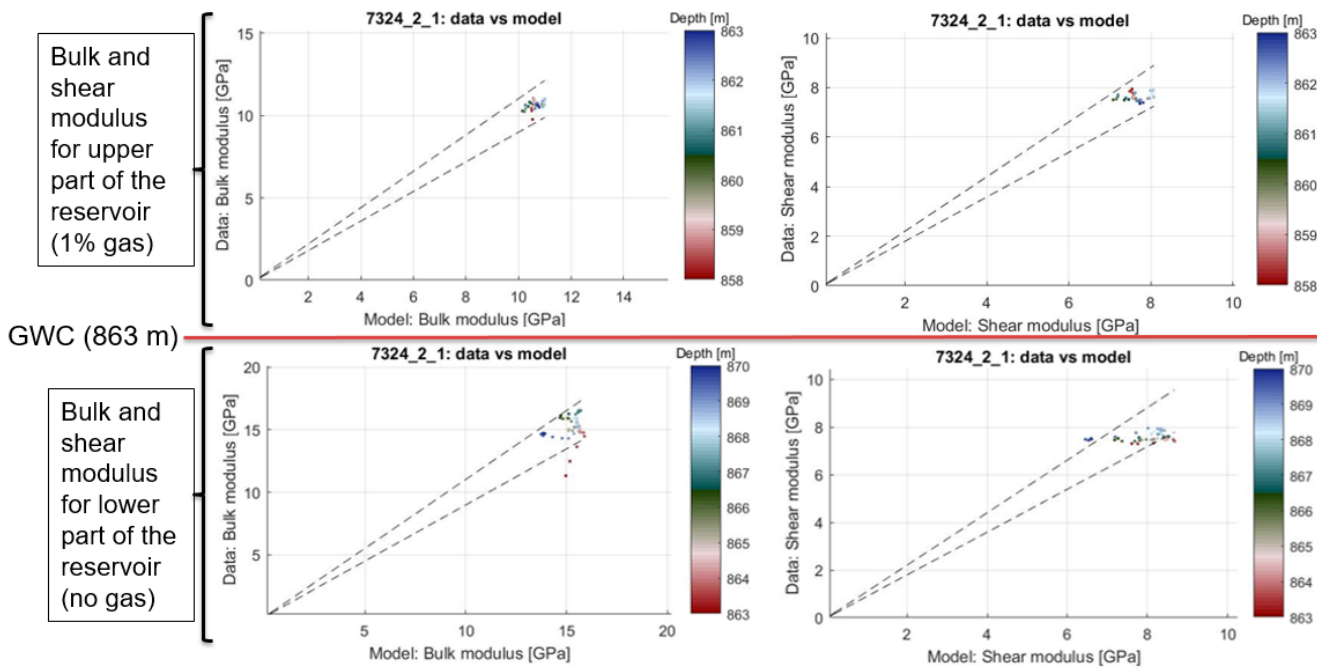 Bulk and
shear
modulus
for upper
part of the
reservoir
(1% gas)
7324_2_1: data vs model
Data: Bulk modulus [GPa]
15
10
5
0
2
4
6
8
10
12
14
Model: Bulk modulus [GPa]
Depth [m]
863
862
861
860
859
858
7324_2_1: data vs model
Data: Shear modulus [GPa]
10
8
6
4
2
0
2
4
6
8
10
Model: Shear modulus [GPa]
Depth [m]
863
862
861
860
859
858
GWC (863 m)
Bulk and
shear
modulus
for lower
part of the
reservoir
(no gas)
7324_2_1: data vs model
Data: Bulk modulus [GPa]
20
15
10
5
5
10
15
20
Model: Bulk modulus [GPa]
Depth [m]
870
869
868
867
866
865
864
863
7324_2_1: data vs model
Data: Shear modulus [GPa]
10
8
6
4
2
0
2
4
6
8
10
Model: Shear modulus [GPa]
Depth [m]
870
869
868
867
866
865
864
863